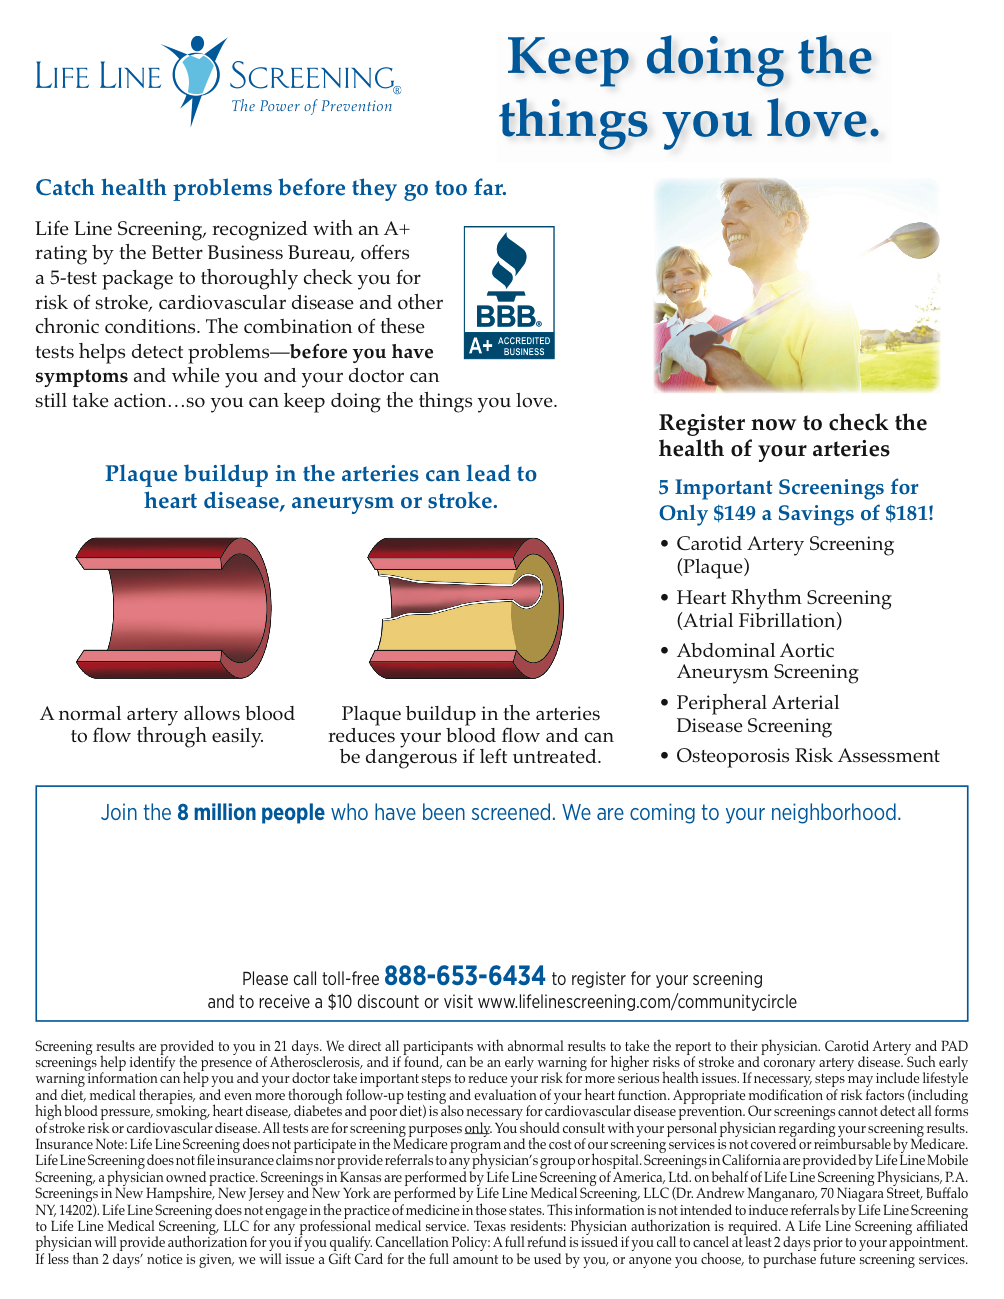 LIFE LINE SCREENING®
The Power of Prevention
Keep doing the
things you love.
Catch health problems before they go too far.
Life Line Screening, recognized with an A+
rating by the Better Business Bureau, offers
a 5-test package to thoroughly check you for
risk of stroke, cardiovascular disease and other
chronic conditions. The combination of these
tests helps detect problems—before you have
symptoms and while you and your doctor can
still take action…so you can keep doing the things you love.
BBB®
A+ ACCREDITED
BUSINESS
Plaque buildup in the arteries can lead to
heart disease, aneurysm or stroke.
A normal artery allows blood
to flow through easily.
Plaque buildup in the arteries
reduces your blood flow and can
be dangerous if left untreated.
Register now to check the
health of your arteries
5 Important Screenings for
Only $149 a Savings of $181!
• Carotid Artery Screening
(Plaque)
• Heart Rhythm Screening
(Atrial Fibrillation)
• Abdominal Aortic
Aneurysm Screening
• Peripheral Arterial
Disease Screening
• Osteoporosis Risk Assessment
Join the 8 million people who have been screened. We are coming to your neighborhood.
Please call toll-free 888-653-6434 to register for your screening
and to receive a $10 discount or visit www.lifelinescreening.com/communitycircle
Screening results are provided to you in 21 days. We direct all participants with abnormal results to take the report to their physician. Carotid Artery and PAD
screenings help identify the presence of Atherosclerosis, and if found, can be an early warning for higher risks of stroke and coronary artery disease. Such early
warning information can help you and your doctor take important steps to reduce your risk for more serious health issues. If necessary, steps may include lifestyle
and diet, medical therapies, and even more thorough follow-up testing and evaluation of your heart function. Appropriate modification of risk factors (including
high blood pressure, smoking, heart disease, diabetes and poor diet) is also necessary for cardiovascular disease prevention. Our screenings cannot detect all forms
of stroke risk or cardiovascular disease. All tests are for screening purposes only. You should consult with your personal physician regarding your screening results.
Insurance Note: Life Line Screening does not participate in the Medicare program and the cost of our screening services is not covered or reimbursable by Medicare.
Life Line Screening does not file insurance claims nor provide referrals to any physician's group or hospital. Screenings in California are provided by Life Line Mobile
Screening, a physician owned practice. Screenings in Kansas are performed by Life Line Screening of America, Ltd. on behalf of Life Line Screening Physicians, P.A.
Screenings in New Hampshire, New Jersey and New York are performed by Life Line Medical Screening, LLC (Dr. Andrew Manganaro, 70 Niagara Street, Buffalo
NY, 14202). Life Line Screening does not engage in the practice of medicine in those states. This information is not intended to induce referrals by Life Line Screening
to Life Line Medical Screening, LLC for any professional medical service. Texas residents: Physician authorization is required. A Life Line Screening affiliated
physician will provide authorization for you if you qualify. Cancellation Policy: A full refund is issued if you call to cancel at least 2 days prior to your appointment.
If less than 2 days' notice is given, we will issue a Gift Card for the full amount to be used by you, or anyone you choose, to purchase future screening services.